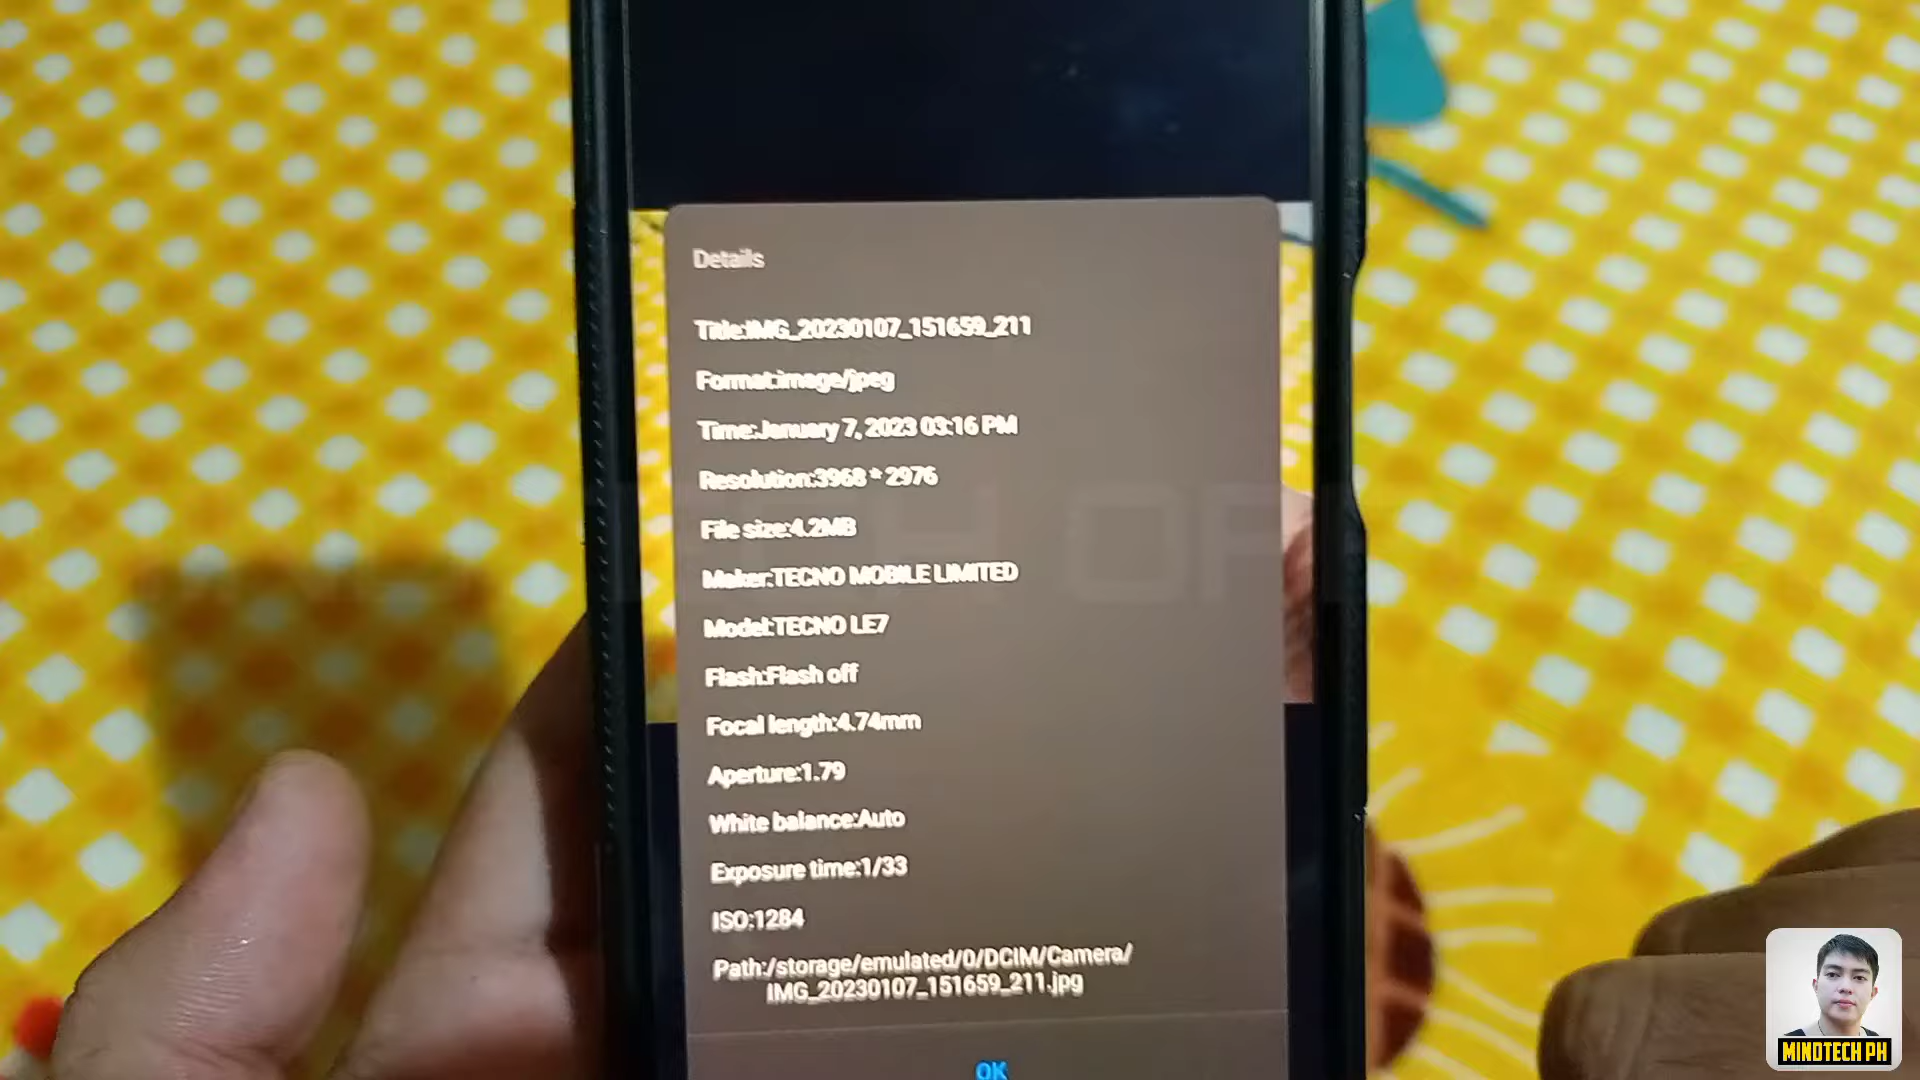 Details
Title:IMG_20230107_151659_211
Format:image/jpeg
Time:January 7, 2023 03:16 PM
Resolution:3968 * 2976
File size:4.2MB
Maker:TECNO MOBILE LIMITED
Model:TECNO LE7
Flash:Flash off
Focal length:4.74mm
Aperture:1.79
White balance:Auto
Exposure time:1/33
ISO:1284
Path:/storage/emulated/0/DCIM/Camera/
IMG_20230107_151659_211.jpg
OK
MINDTECH PH